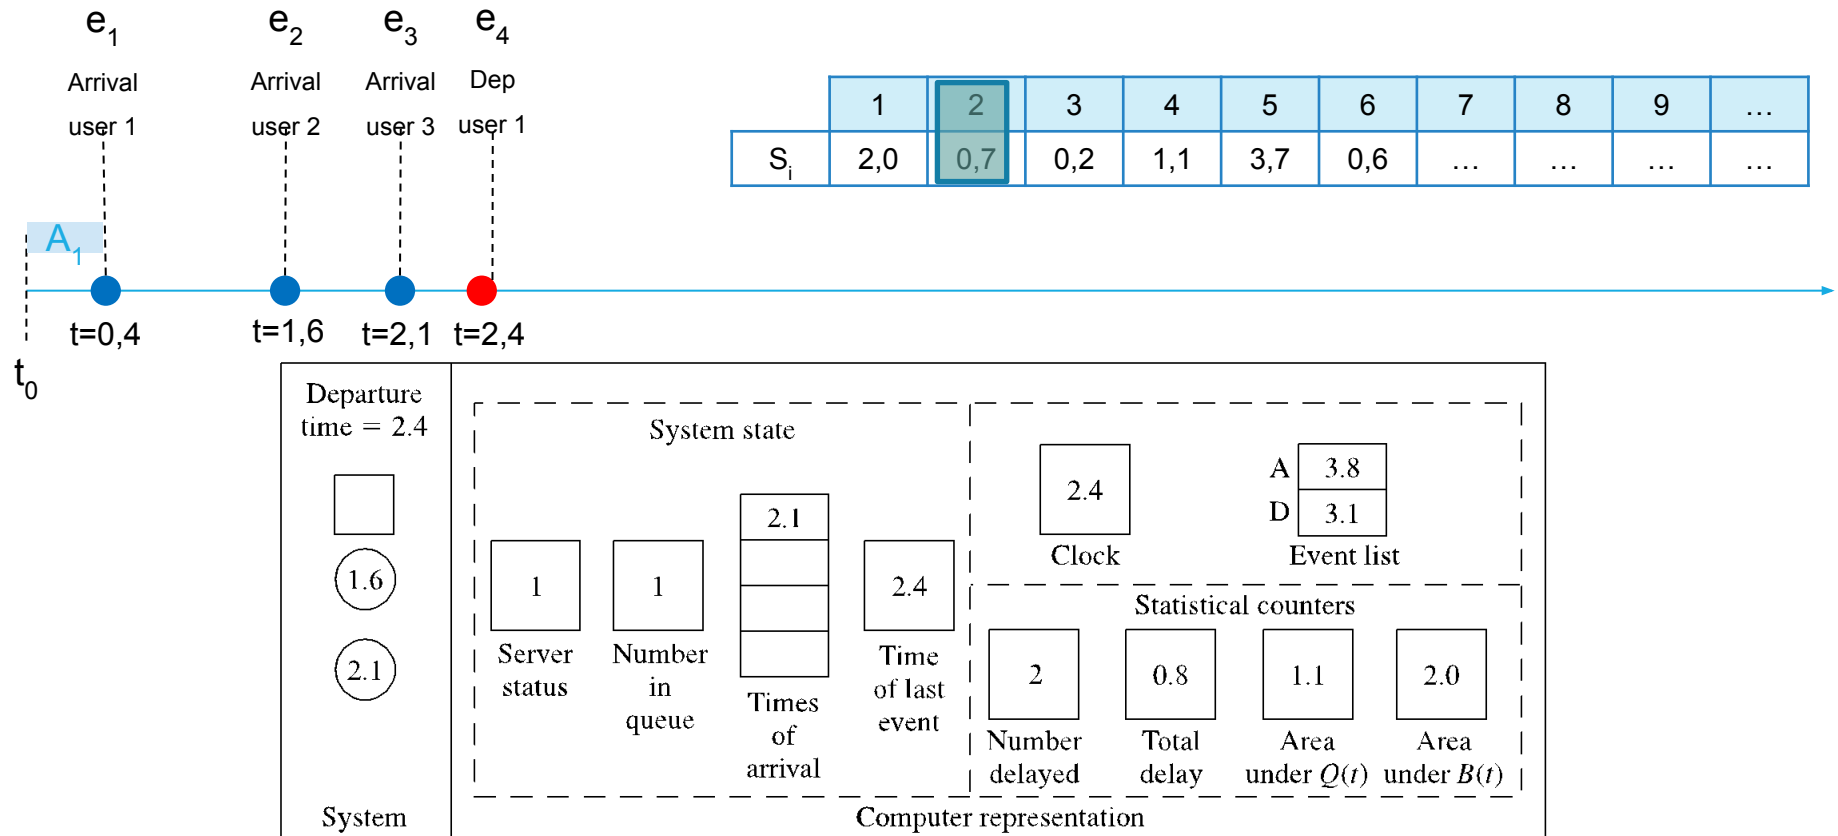 e1 e2 e3 e4
Arrival Arrival Arrival Dep
user 1 user 2 user 3 user 1
1 2 3 4 5 6 7 8 9 ...
Si 2,0 0,7 0,2 1,1 3,7 0,6 ... ... ... ...
A1
t=0,4 t=1,6 t=2,1 t=2,4
t0
Departure
time = 2.4
1.6
2.1
System
System state
1
Server
status
1
Number
in
queue
2.1
Times
of
arrival
2.4
Time
of last
event
2.4
Clock
A 3.8
D 3.1
Event list
Statistical counters
2
Number
delayed
0.8
Total
delay
1.1
Area
under Q(t)
2.0
Area
under B(t)
Computer representation